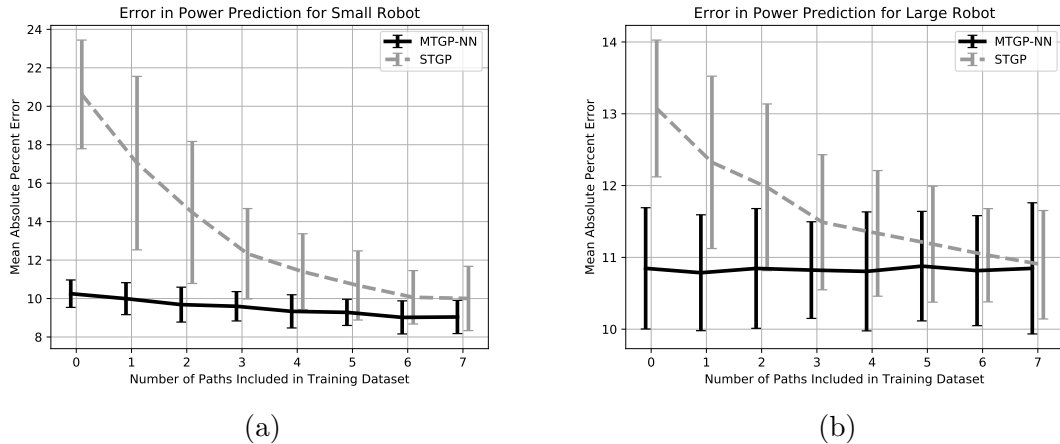 Error in Power Prediction for Small Robot
24
22
20
18
16
14
12
10
8
Mean Absolute Percent Error
MTGP-NN
STGP
0 1 2 3 4 5 6 7
Number of Paths Included in Training Dataset
(a)
Error in Power Prediction for Large Robot
14
13
12
11
10
Mean Absolute Percent Error
MTGP-NN
STGP
0 1 2 3 4 5 6 7
Number of Paths Included in Training Dataset
(b)